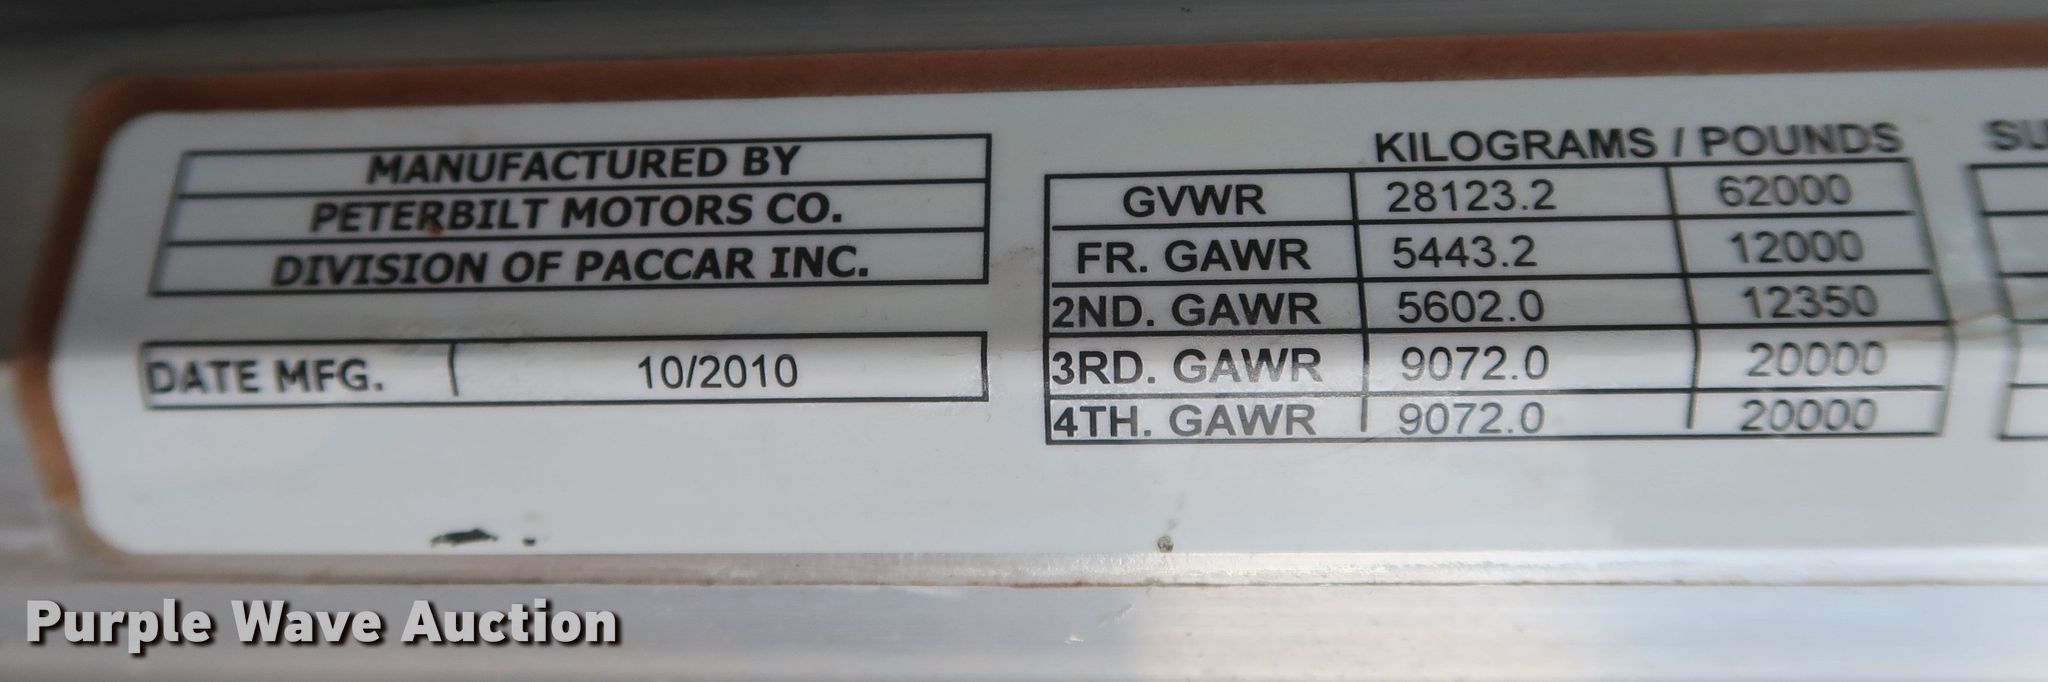 MANUFACTURED BY
PETERBILT MOTORS CO.
DIVISION OF PACCAR INC.
DATE MFG. 10/2010
KILOGRAMS / POUNDS
GVWR 28123.2 62000
FR. GAWR 5443.2 12000
2ND. GAWR 5602.0 12350
3RD. GAWR 9072.0 20000
4TH. GAWR 9072.0 20000
Purple Wave Auction